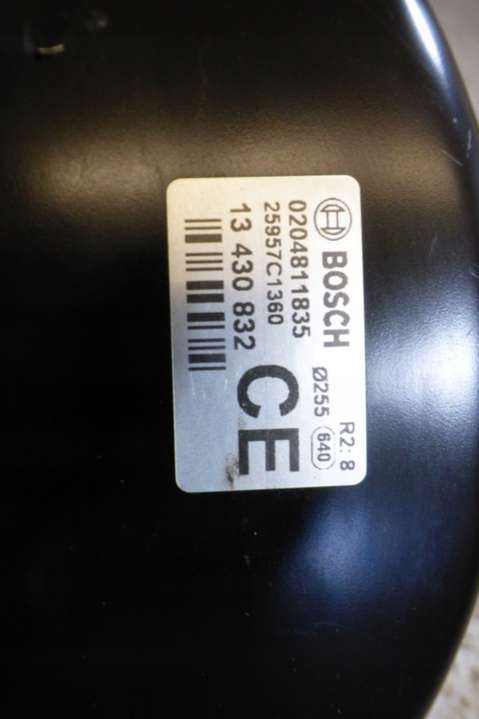 BOSCH R2: 8
0204811835 Ø255 640
25957C1360
13 430 832 CE